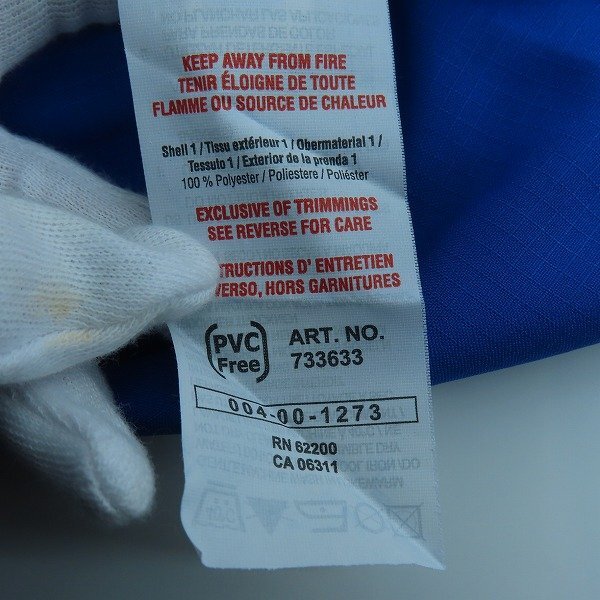 KEEP AWAY FROM FIRE
TENIR ÉLOIGNE DE TOUTE
FLAMME OU SOURCE DE CHALEUR
Shell 1 / Tissu extérieur 1 / Obermaterial 1 /
Tessuto 1 / Exterior de la prenda 1
100 % Polyester / Poliestere / Poliéster
EXCLUSIVE OF TRIMMINGS
SEE REVERSE FOR CARE
TRUCTIONS D' ENTRETIEN
VERSO, HORS GARNITURES
PVC Free
ART. NO.
733633
004-00-1273
RN 62200
CA 06311